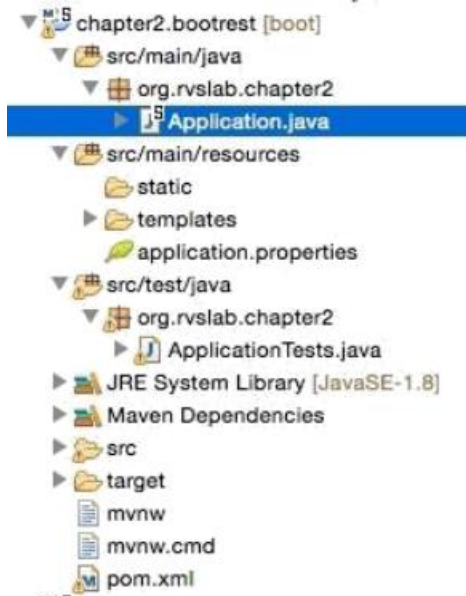 chapter2.bootrest [boot]
src/main/java
org.rvslab.chapter2
Application.java
src/main/resources
static
templates
application.properties
src/test/java
org.rvslab.chapter2
ApplicationTests.java
JRE System Library [JavaSE-1.8]
Maven Dependencies
src
target
mvnw
mvnw.cmd
pom.xml